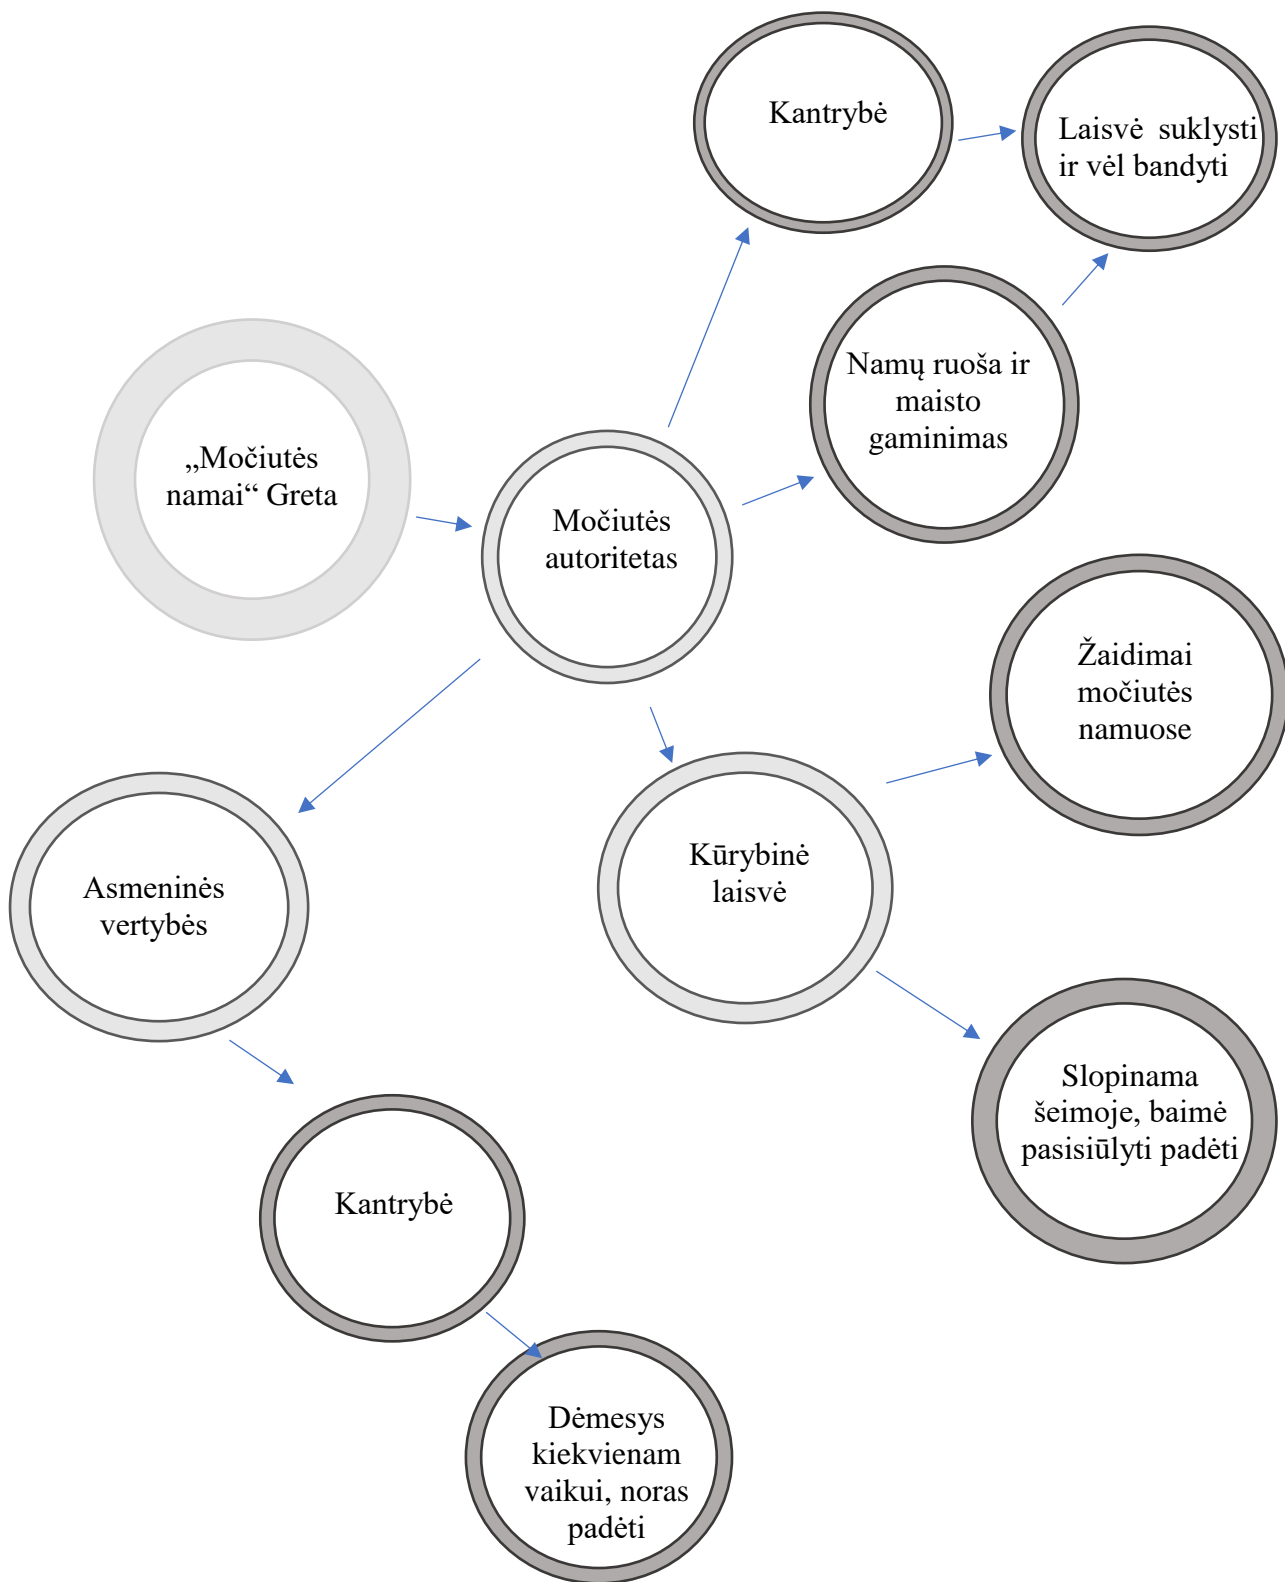 Kantrybė
Laisvė suklysti
ir vėl bandyti
Namų ruoša ir
maisto
gaminimas
„Močiutės
namai“ Greta
Močiutės
autoritetas
Žaidimai
močiutės
namuose
Kūrybinė
laisvė
Asmeninės
vertybės
Slopinama
šeimoje, baimė
pasisiūlyti padėti
Kantrybė
Dėmesys
kiekvienam
vaikui, noras
padėti